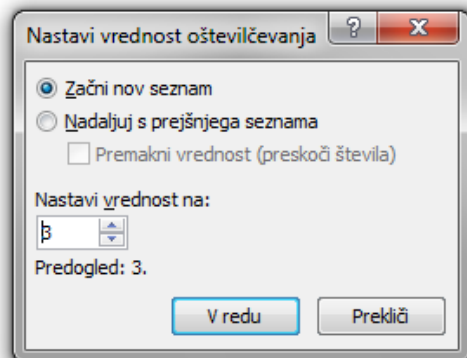 Nastavi vrednost oštevilčevanja
Začni nov seznam
Nadaljuj s prejšnjega seznama
Premakni vrednost (preskoči števila)
Nastavi vrednost na:
3
Predogled: 3.
V redu Prekliči